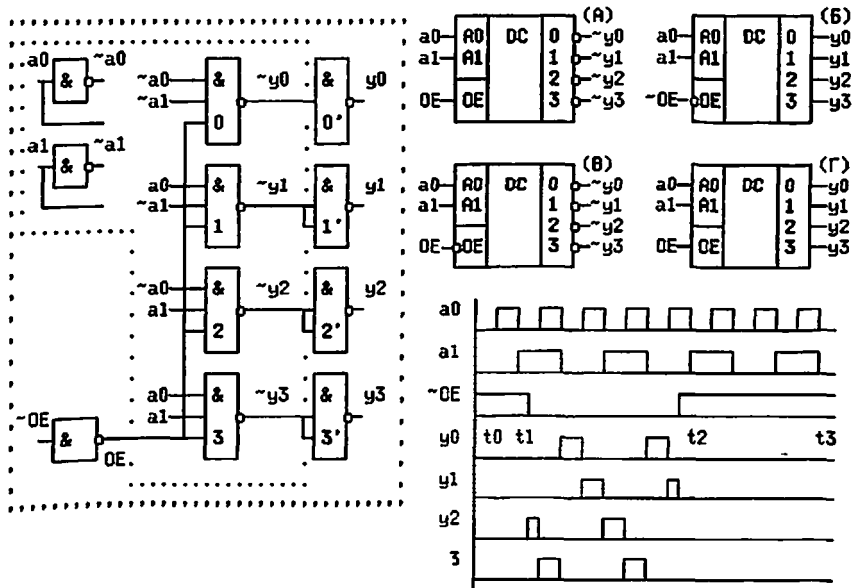 a0 & ~a0
a1 & ~a1
~a0 & ~y0 y0
~a1
0 0'
a0 & ~y1 & y1
~a1
1 1'
~a0 & ~y2 & y2
a1
2 2'
a0 & ~y3 & y3
a1
3 3'
~OE & OE
(А)
a0 A0 DC 0 ~y0
a1 A1 1 ~y1
2 ~y2
OE OE 3 ~y3
(Б)
a0 A0 DC 0 y0
a1 A1 1 y1
2 y2
~OE OE 3 y3
(В)
a0 A0 DC 0 ~y0
a1 A1 1 ~y1
2 ~y2
OE OE 3 ~y3
(Г)
a0 A0 DC 0 y0
a1 A1 1 y1
2 y2
OE OE 3 y3
a0
a1
~OE
y0 t0 t1 t2 t3
y1
y2
3